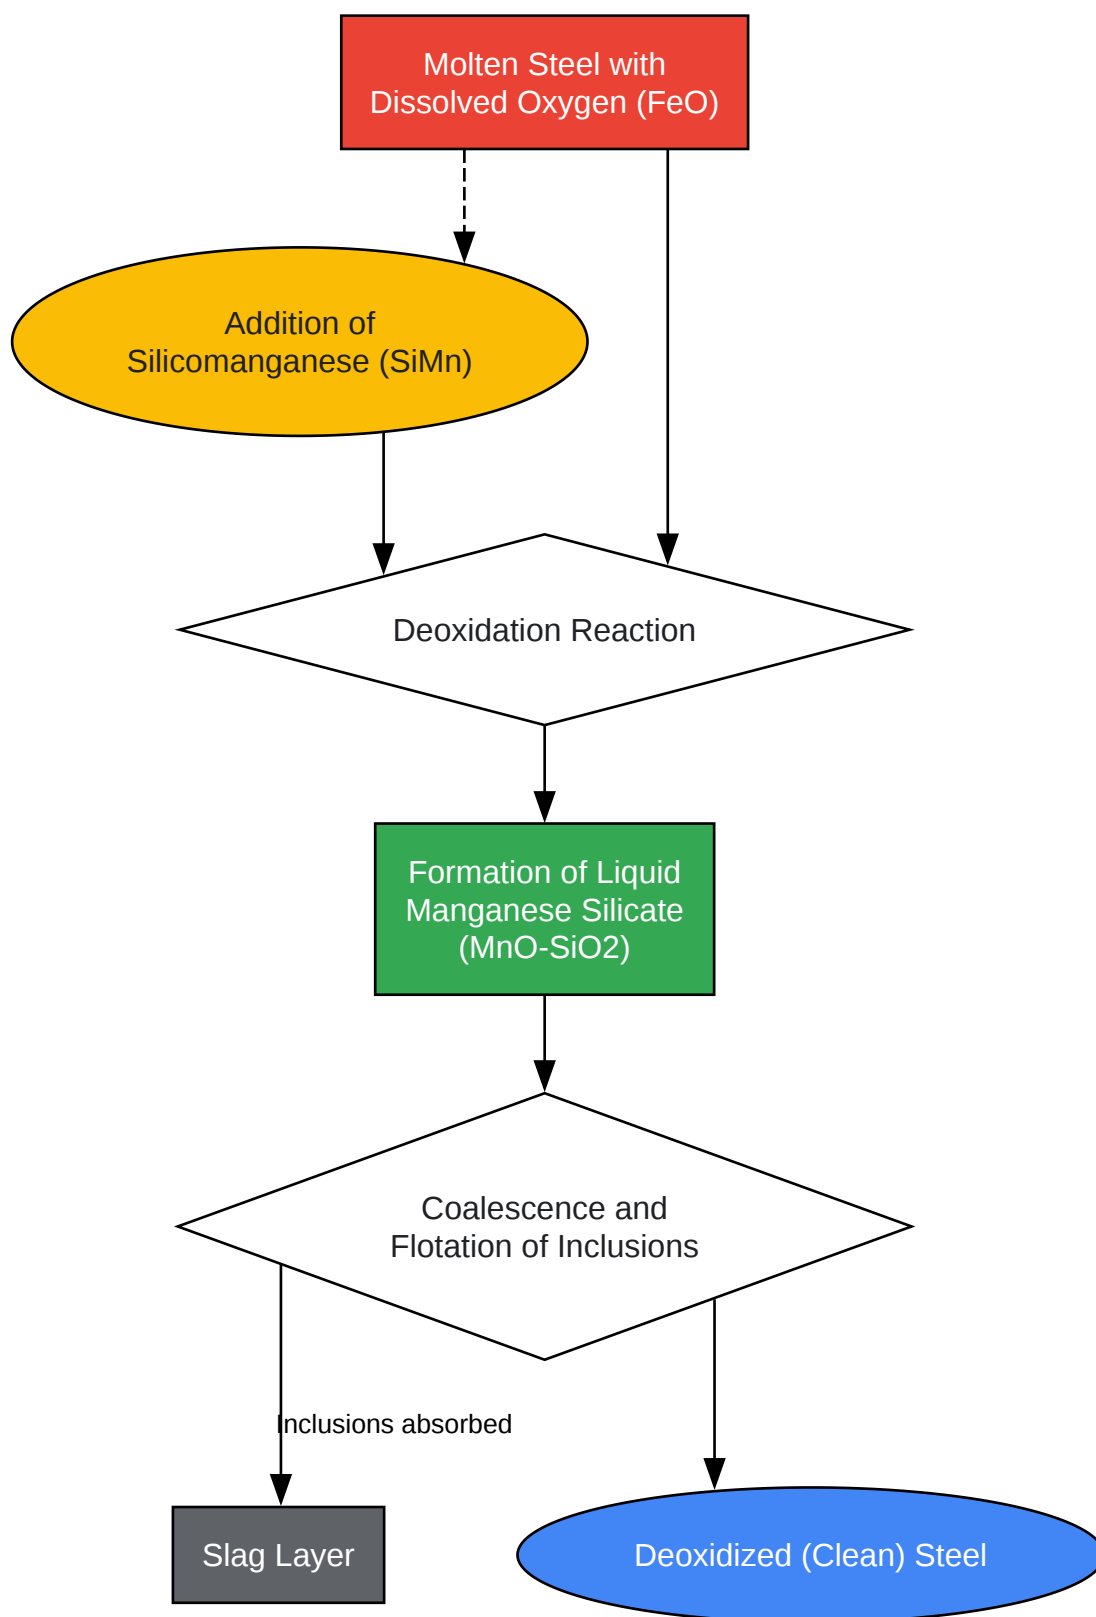 Molten Steel with
Dissolved Oxygen (FeO)
Addition of
Silicomanganese (SiMn)
Deoxidation Reaction
Formation of Liquid
Manganese Silicate
(MnO-SiO2)
Coalescence and
Flotation of Inclusions
Inclusions absorbed
Slag Layer
Deoxidized (Clean) Steel